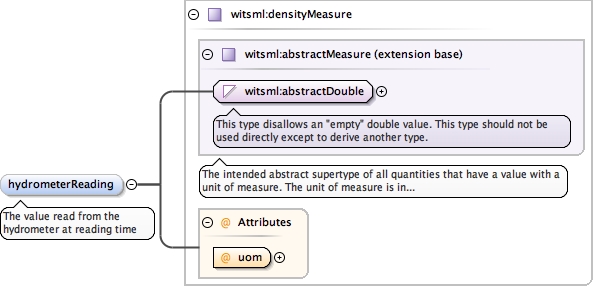 witsml:densityMeasure
witsml:abstractMeasure (extension base)
witsml:abstractDouble
This type disallows an "empty" double value. This type should not be
used directly except to derive another type.
The intended abstract supertype of all quantities that have a value with a
unit of measure. The unit of measure is in...
hydrometerReading
The value read from the
hydrometer at reading time
@ Attributes
@ uom